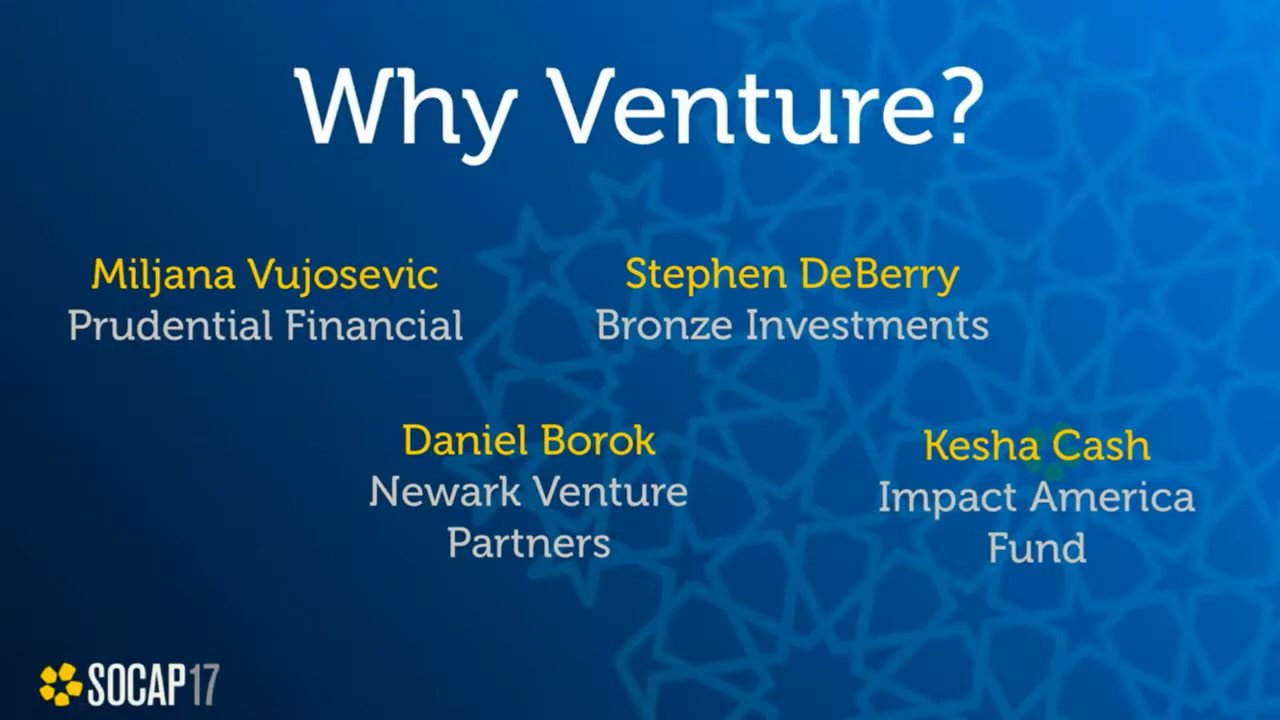 Why Venture?
Miljana Vujosevic
Prudential Financial
Stephen DeBerry
Bronze Investments
Daniel Borok
Newark Venture
Partners
Kesha Cash
Impact America
Fund
SOCAP17